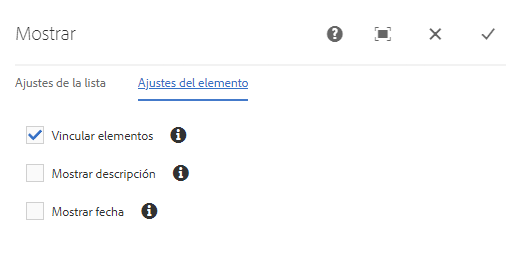 Mostrar
Ajustes de la lista Ajustes del elemento
Vincular elementos
Mostrar descripción
Mostrar fecha